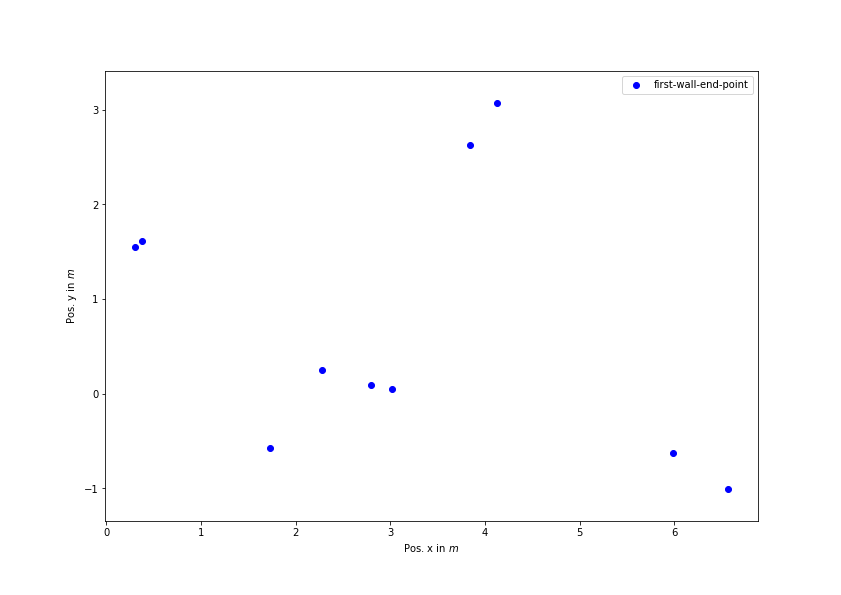 first-wall-end-point
3
2
1
0
−1
Pos. y in m
0 1 2 3 4 5 6
Pos. x in m